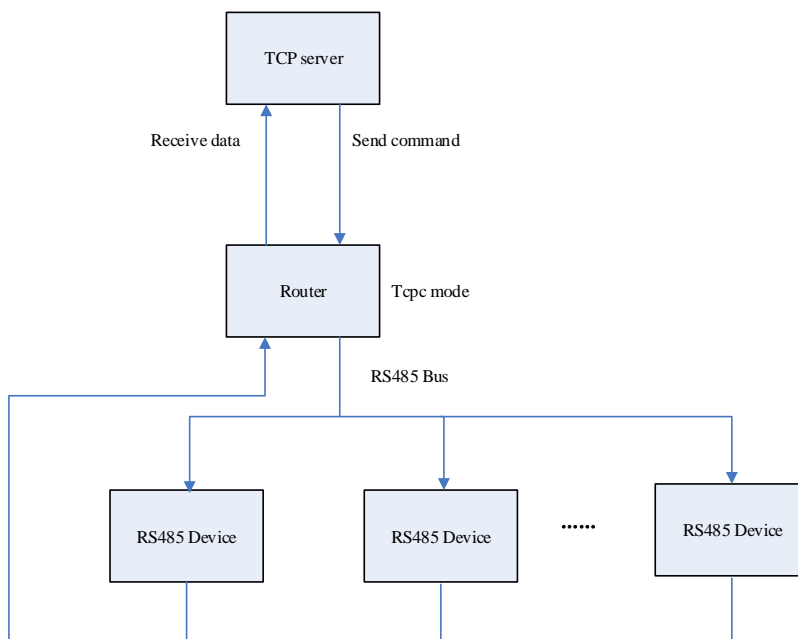 TCP server
Receive data
Send command
Router
Tcpc mode
RS485 Bus
RS485 Device
RS485 Device
......
RS485 Device